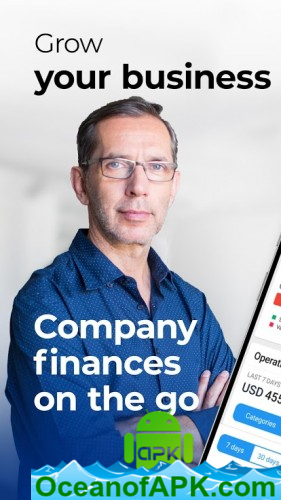 Grow
your business
Company
finances
on the go
Operati
LAST 7 DAYS
USD 455
Categories
7 days
30 days
apk
OceanofAPK.com